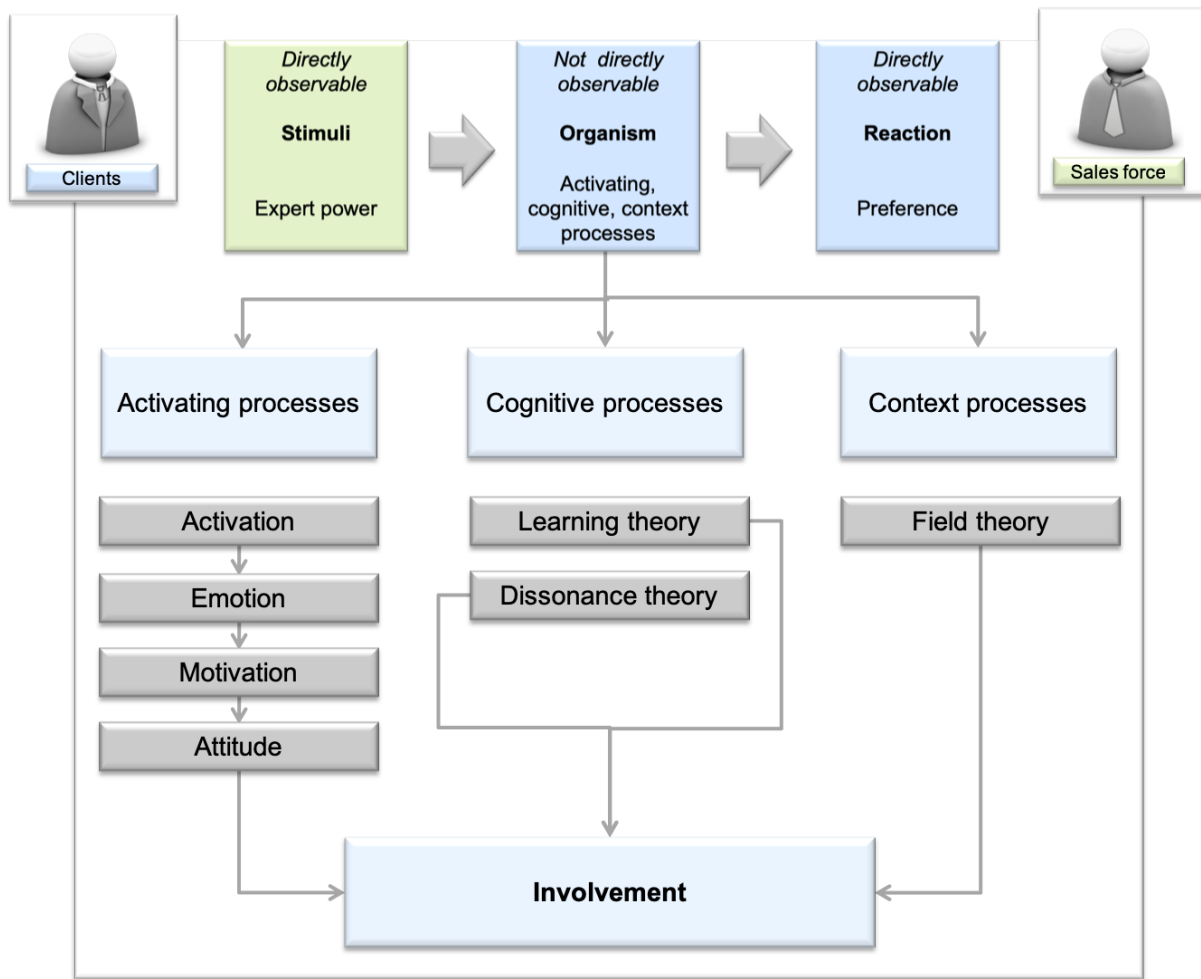 Clients
Directly
observable
Stimuli
Expert power
Not directly
observable
Organism
Activating,
cognitive, context
processes
Directly
observable
Reaction
Preference
Sales force
Activating processes
Cognitive processes
Context processes
Activation
Emotion
Motivation
Attitude
Learning theory
Dissonance theory
Field theory
Involvement